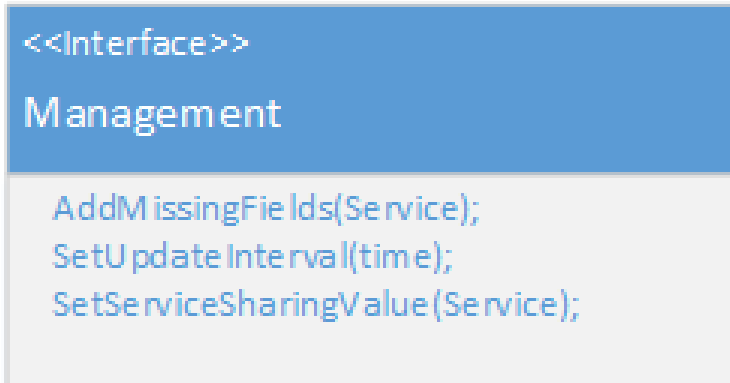 <<Interface>>
Management
AddMissingFields(Service);
SetUpdateInterval(time);
SetServiceSharingValue(Service);